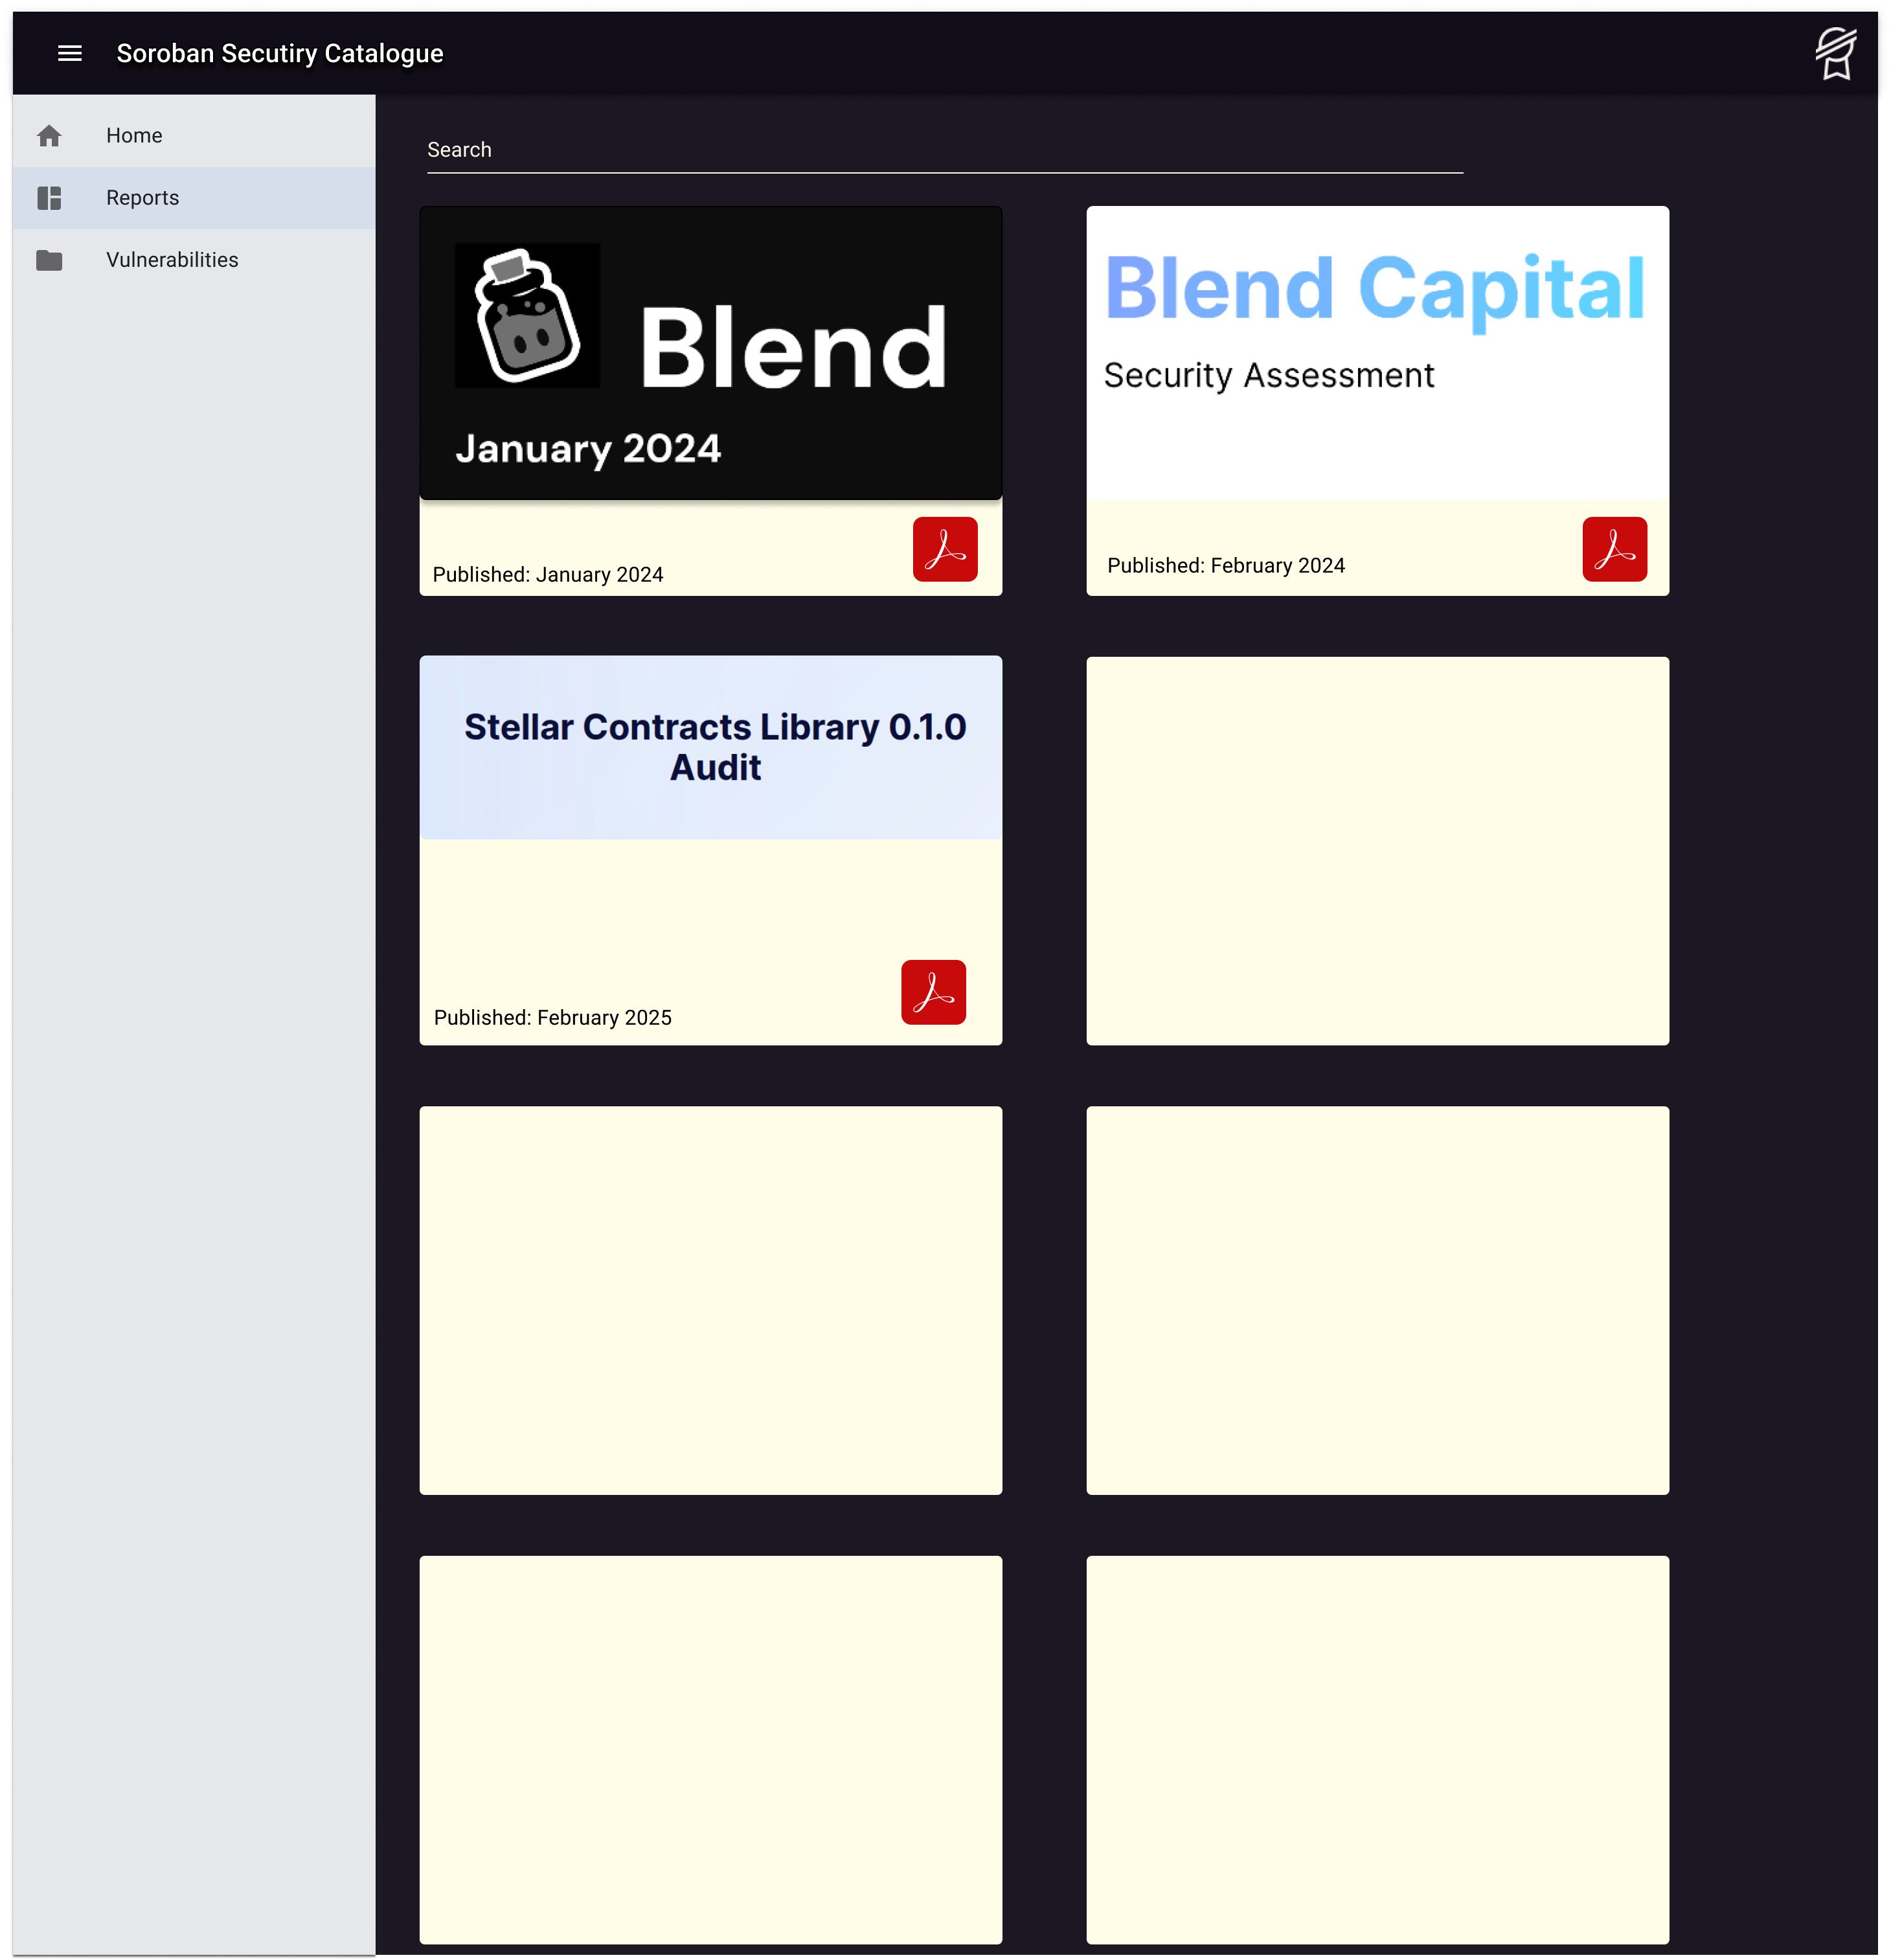 Soroban Secutiry Catalogue
Home
Reports
Vulnerabilities
Search
Blend
January 2024
Published: January 2024
Blend Capital
Security Assessment
Published: February 2024
Stellar Contracts Library 0.1.0
Audit
Published: February 2025